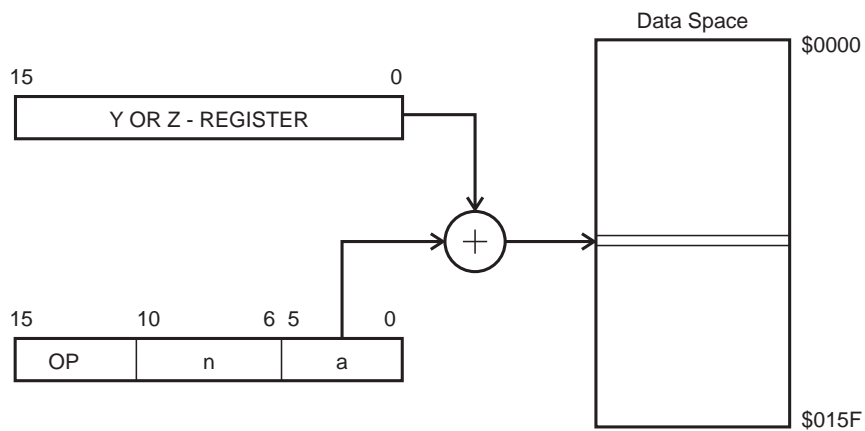 Data Space
$0000
15 0
Y OR Z - REGISTER
+
15 10 6 5 0
OP n a
$015F